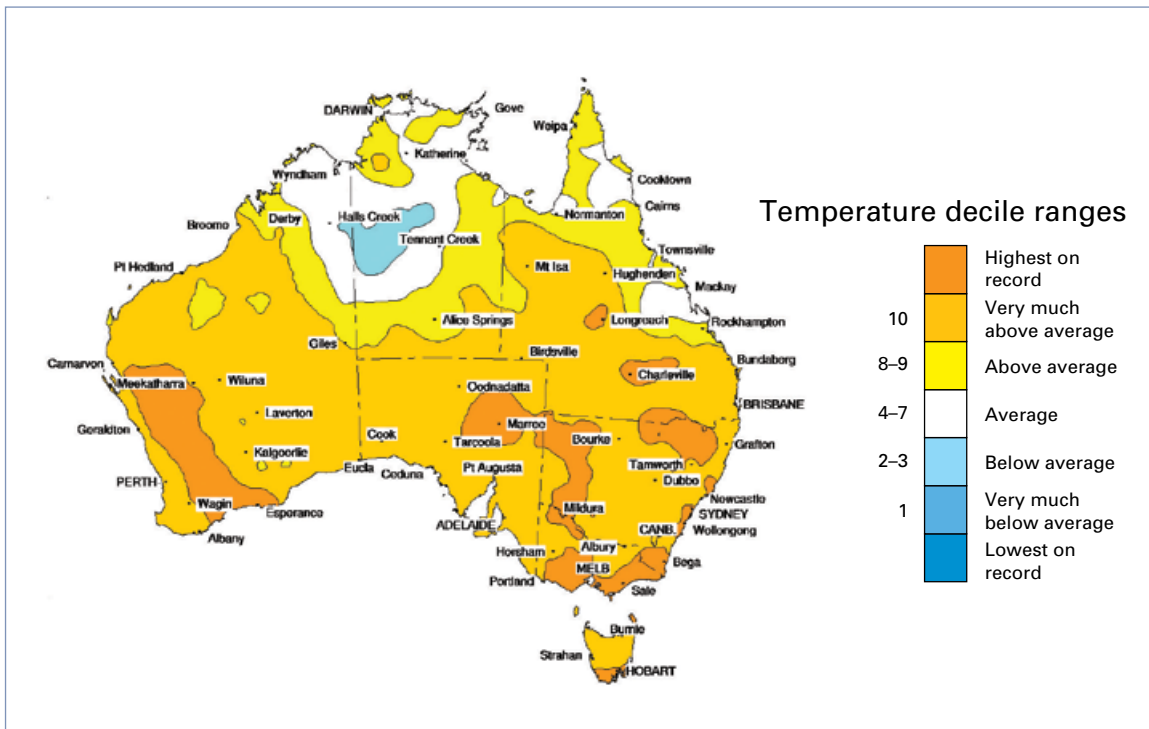 DARWIN
Gove
Weipa
Katherine
Wyndham
Cooktown
Cairns
Halls Creek
Normanton
Derby
Broome
Tennant Creek
Townsville
Pt Hedland
Mt Isa
Hughenden
Mackay
Alice Springs
Longreach
Rockhampton
Giles
Birdsville
Carnarvon
Bundaberg
Meekatharra
Wiluna
Charleville
Oodnadatta
BRISBANE
Laverton
Geraldton
Marree
Cook
Tarcoola
Bourke
Grafton
Kalgoorlie
Eucla
Ceduna
Pt Augusta
Tamworth
PERTH
Dubbo
Newcastle
Wagin
Esperance
Mildura
SYDNEY
ADELAIDE
CANB.
Wollongong
Albany
Horsham
Albury
Bega
Portland
MELB
Sale
Burnie
Strahan
HOBART
Temperature decile ranges
Highest on
record
10
Very much
above average
8–9
Above average
4–7
Average
2–3
Below average
1
Very much
below average
Lowest on
record